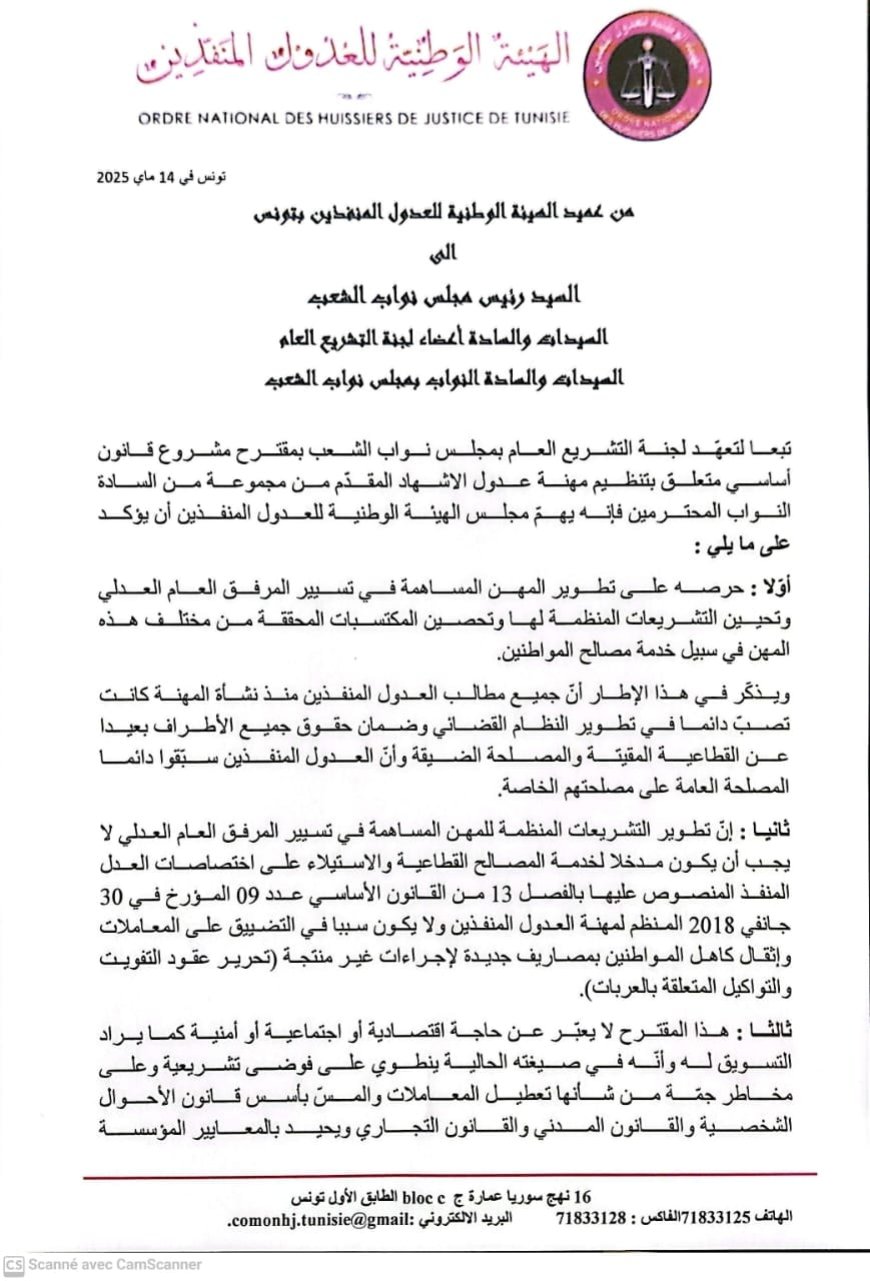 الهيئة الوطنية للعدول المنفذين
ORDRE NATIONAL DES HUISSIERS DE JUSTICE DE TUNISIE
تونس في 14 ماي 2025
من عميد الهيئة الوطنية للعدول المنفذين بتونس
الى
السيد رئيس مجلس نواب الشعب
السيدات والسادة أعضاء لجنة التشريع العام
السيدات والسادة النواب بمجلس نواب الشعب
تبعا لتعهّد لجنة التشريع العام بمجلس نواب الشعب بمقترح مشروع قانون
أساسي متعلق بتنظيم مهنة عدول الاشهاد المقدّم من مجموعة من السادة
النواب المحترمين فإنه يهمّ مجلس الهيئة الوطنية للعدول المنفذين أن يؤكد
على ما يلي :
أوّلا : حرصه على تطوير المهن المساهمة في تسيير المرفق العام العدلي
وتحيين التشريعات المنظمة لها وتحصين المكتسبات المحققة من مختلف هذه
المهن في سبيل خدمة مصالح المواطنين.
ويذكّر في هذا الإطار أنّ جميع مطالب العدول المنفذين منذ نشأة المهنة كانت
تصبّ دائما في تطوير النظام القضائي وضمان حقوق جميع الأطراف بعيدا
عن القطاعية المقيتة والمصلحة الضيقة وأنّ العدول المنفذين سبّقوا دائما
المصلحة العامة على مصلحتهم الخاصة.
ثانيا : إنّ تطوير التشريعات المنظمة للمهن المساهمة في تسيير المرفق العام العدلي لا
يجب أن يكون مدخلا لخدمة المصالح القطاعية والاستيلاء على اختصاصات العدل
المنفذ المنصوص عليها بالفصل 13 من القانون الأساسي عدد 09 المؤرخ في 30
جانفي 2018 المنظم لمهنة العدول المنفذين ولا يكون سببا في التضييق على المعاملات
وإثقال كاهل المواطنين بمصاريف جديدة لإجراءات غير منتجة (تحرير عقود التفويت
والتواكيل المتعلقة بالعربات).
ثالثا : هذا المقترح لا يعبّر عن حاجة اقتصادية أو اجتماعية أو أمنية كما يراد
التسويق له وأنّه في صيغته الحالية ينطوي على فوضى تشريعية وعلى
مخاطر جمّة من شأنها تعطيل المعاملات والمسّ بأسس قانون الأحوال
الشخصية والقانون المدني والقانون التجاري ويحيد بالمعايير المؤسسة
16 نهج سوريا عمارة ج bloc c الطابق الأول تونس
الهاتف 71833125الفاكس : 71833128 البريد الالكتروني :comonhj.tunisie@gmail.
CS Scanné avec CamScanner